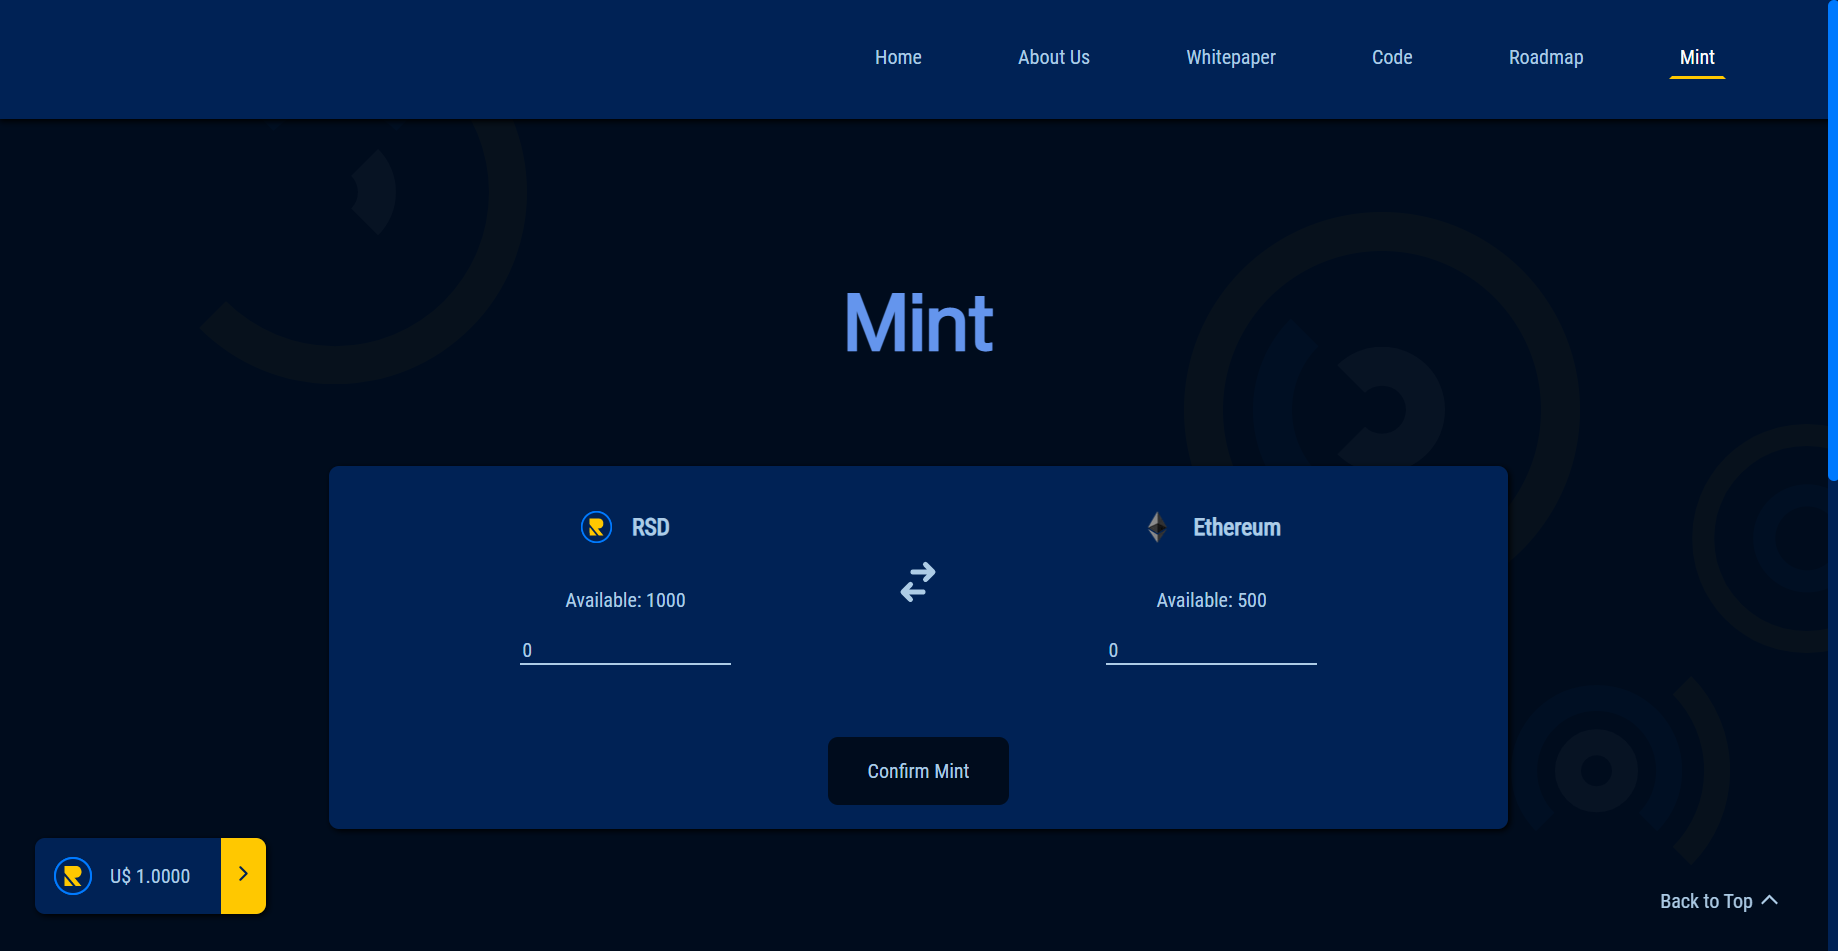 Home About Us Whitepaper Code Roadmap Mint
Mint
RSD
Ethereum
Available: 1000
Available: 500
0
0
Confirm Mint
U$ 1.0000
Back to Top